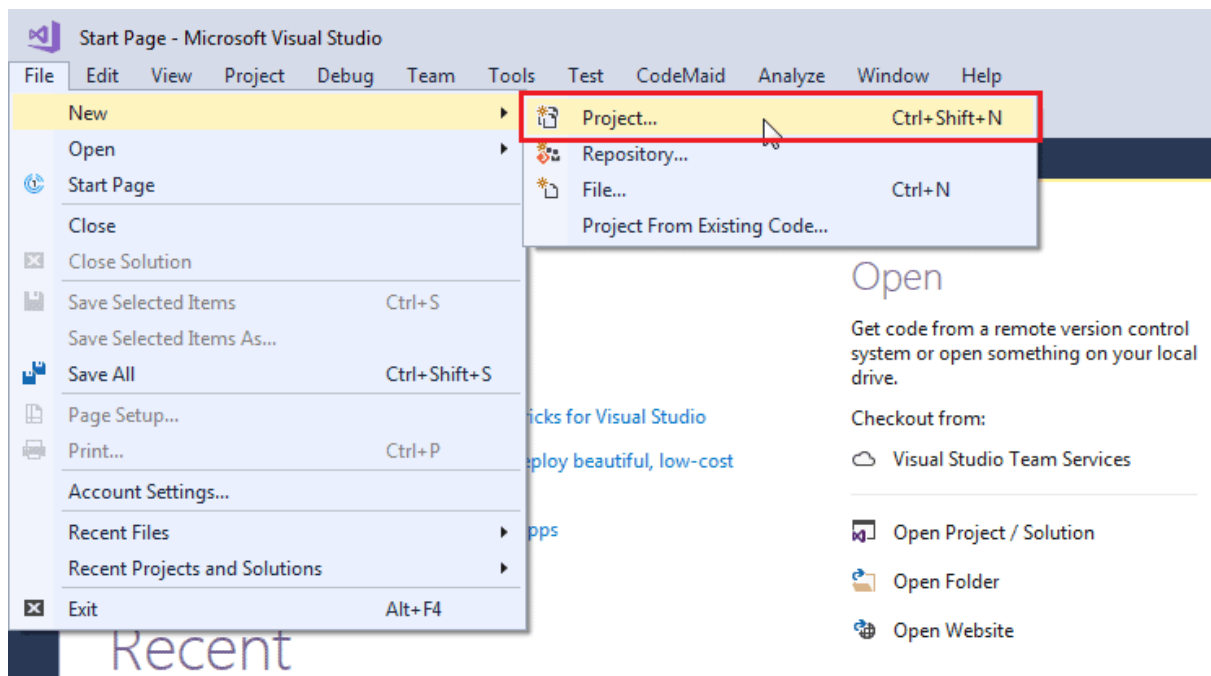 Start Page - Microsoft Visual Studio
File Edit View Project Debug Team Tools Test CodeMaid Analyze Window Help
New
Open
Start Page
Close
Close Solution
Save Selected Items Ctrl+S
Save Selected Items As...
Save All Ctrl+Shift+S
Page Setup...
Print... Ctrl+P
Account Settings...
Recent Files
Recent Projects and Solutions
Exit Alt+F4
Project... Ctrl+Shift+N
Repository...
File... Ctrl+N
Project From Existing Code...
for Visual Studio
beautiful, low-cost
Recent
Open
Get code from a remote version control
system or open something on your local
drive.
Checkout from:
Visual Studio Team Services
Open Project / Solution
Open Folder
Open Website